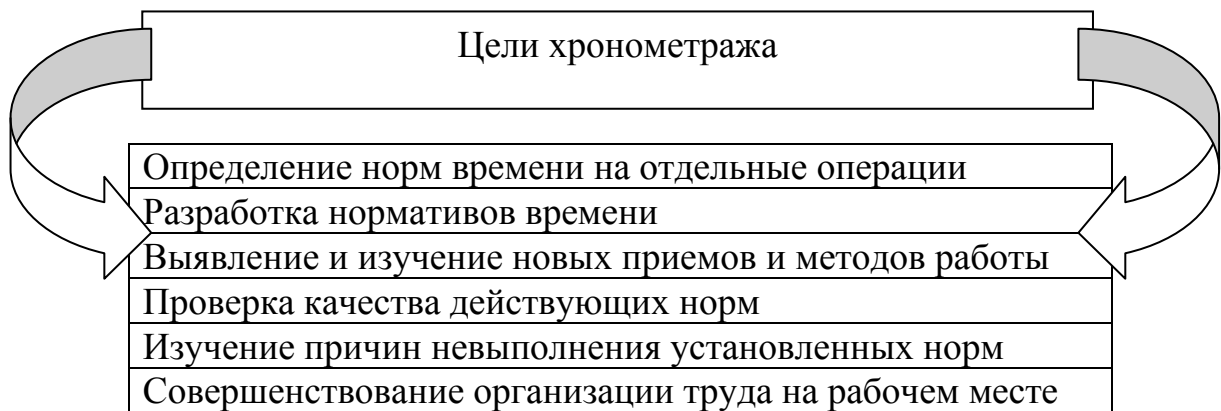 Цели хронометража
Определение норм времени на отдельные операции
Разработка нормативов времени
Выявление и изучение новых приемов и методов работы
Проверка качества действующих норм
Изучение причин невыполнения установленных норм
Совершенствование организации труда на рабочем месте